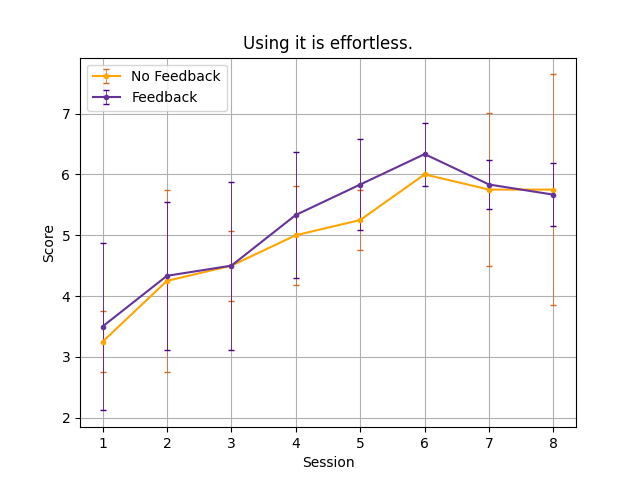 Using it is effortless.
No Feedback
Feedback
Score
7
6
5
4
3
2
1 2 3 4 5 6 7 8
Session